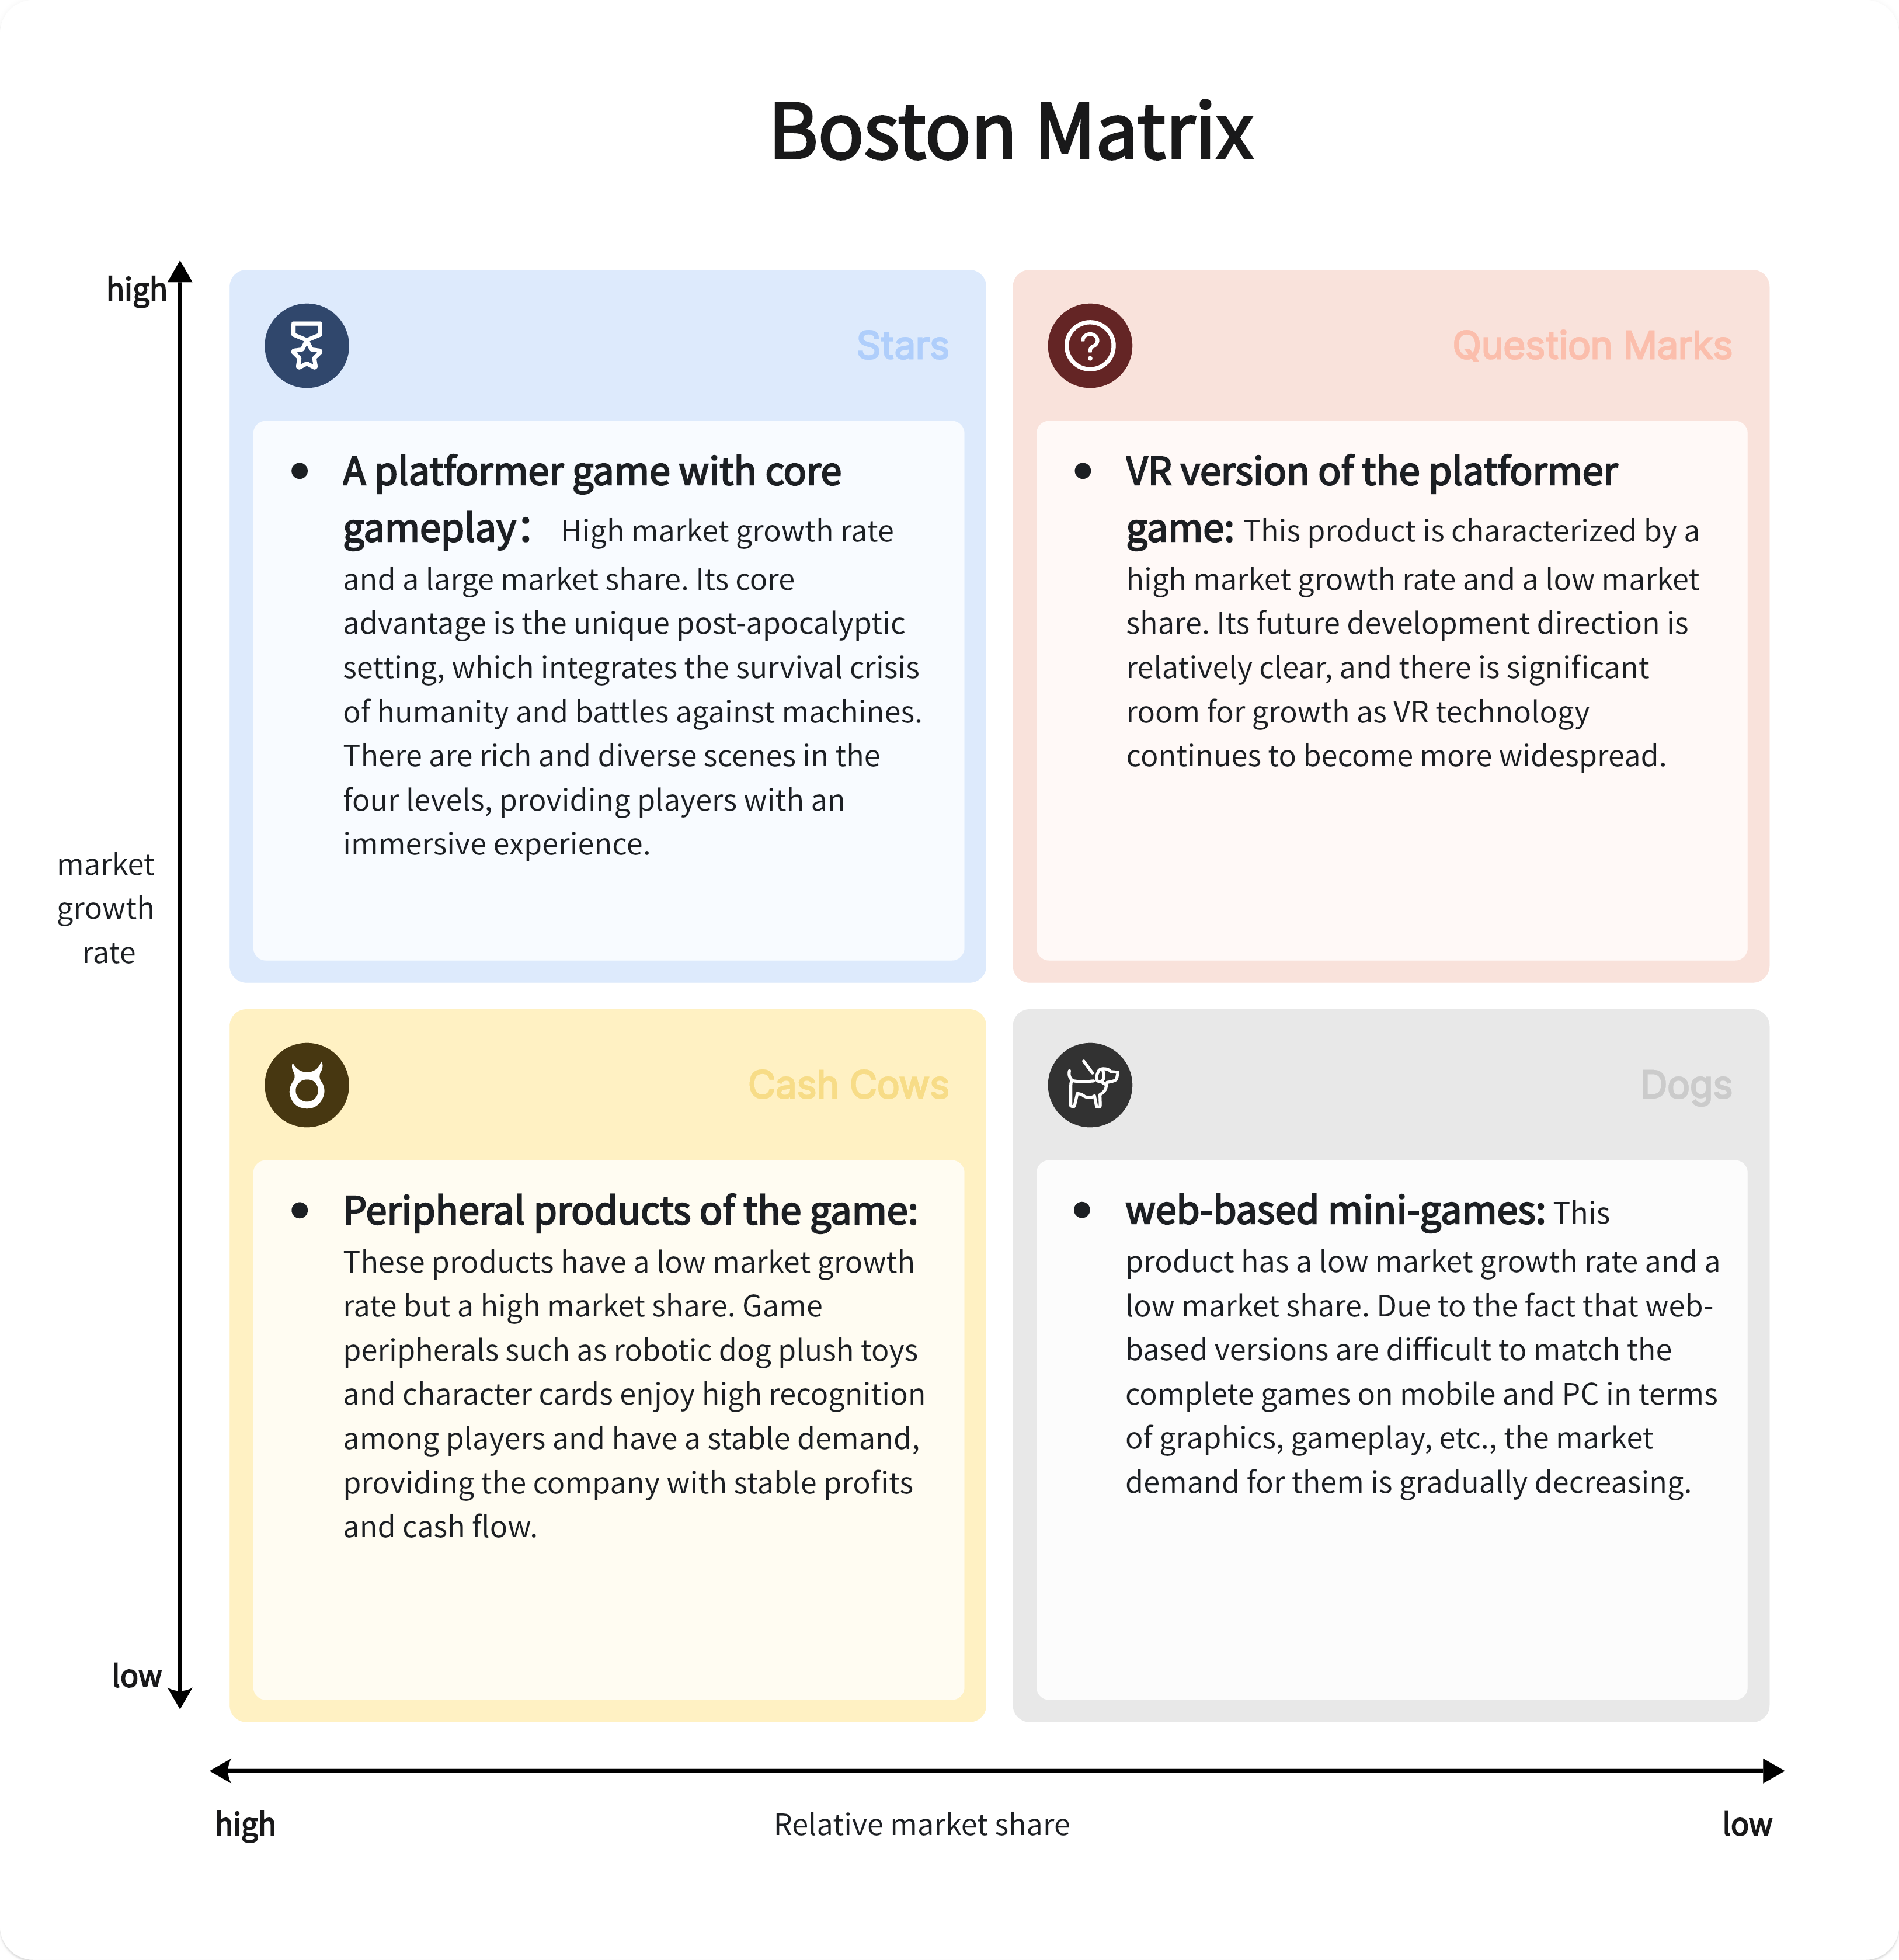 Boston Matrix
high
market
growth
rate
low
Stars
● A platformer game with core
gameplay： High market growth rate
and a large market share. Its core
advantage is the unique post-apocalyptic
setting, which integrates the survival crisis
of humanity and battles against machines.
There are rich and diverse scenes in the
four levels, providing players with an
immersive experience.
Question Marks
● VR version of the platformer
game: This product is characterized by a
high market growth rate and a low market
share. Its future development direction is
relatively clear, and there is significant
room for growth as VR technology
continues to become more widespread.
Cash Cows
● Peripheral products of the game:
These products have a low market growth
rate but a high market share. Game
peripherals such as robotic dog plush toys
and character cards enjoy high recognition
among players and have a stable demand,
providing the company with stable profits
and cash flow.
Dogs
● web-based mini-games: This
product has a low market growth rate and a
low market share. Due to the fact that web-
based versions are difficult to match the
complete games on mobile and PC in terms
of graphics, gameplay, etc., the market
demand for them is gradually decreasing.
high
Relative market share
low